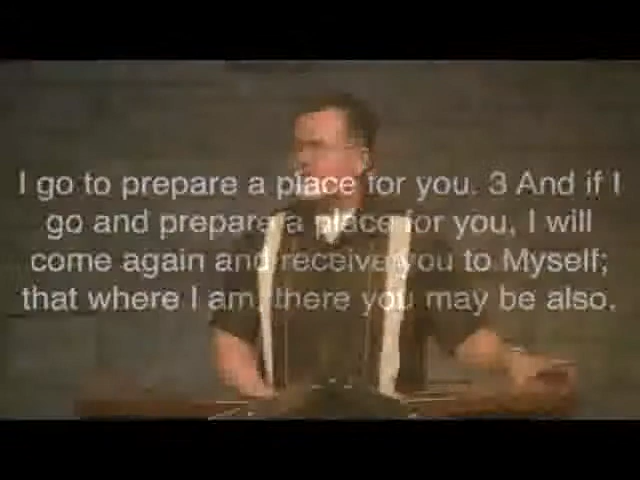 I go to prepare a place for you. 3 And if I
go and prepare a place for you, I will
come again and receive you to Myself;
that where I am, there you may be also.